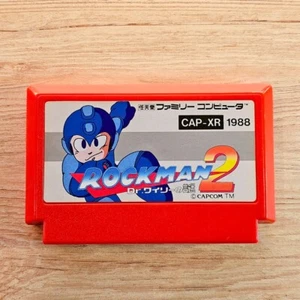 任天堂 ファミリー コンピュータ
CAP-XR 1988
ROCKMAN 2
Dr.ワイリーの謎
©CAPCOM TM